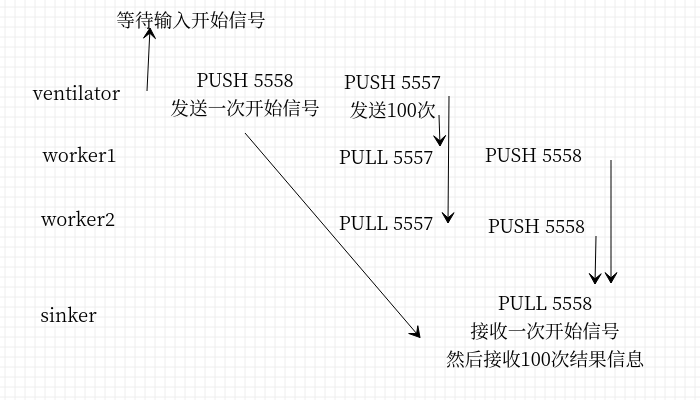 等待输入开始信号
ventilator
PUSH 5558
发送一次开始信号
PUSH 5557
发送100次
worker1
PULL 5557
PUSH 5558
worker2
PULL 5557
PUSH 5558
sinker
PULL 5558
接收一次开始信号
然后接收100次结果信息